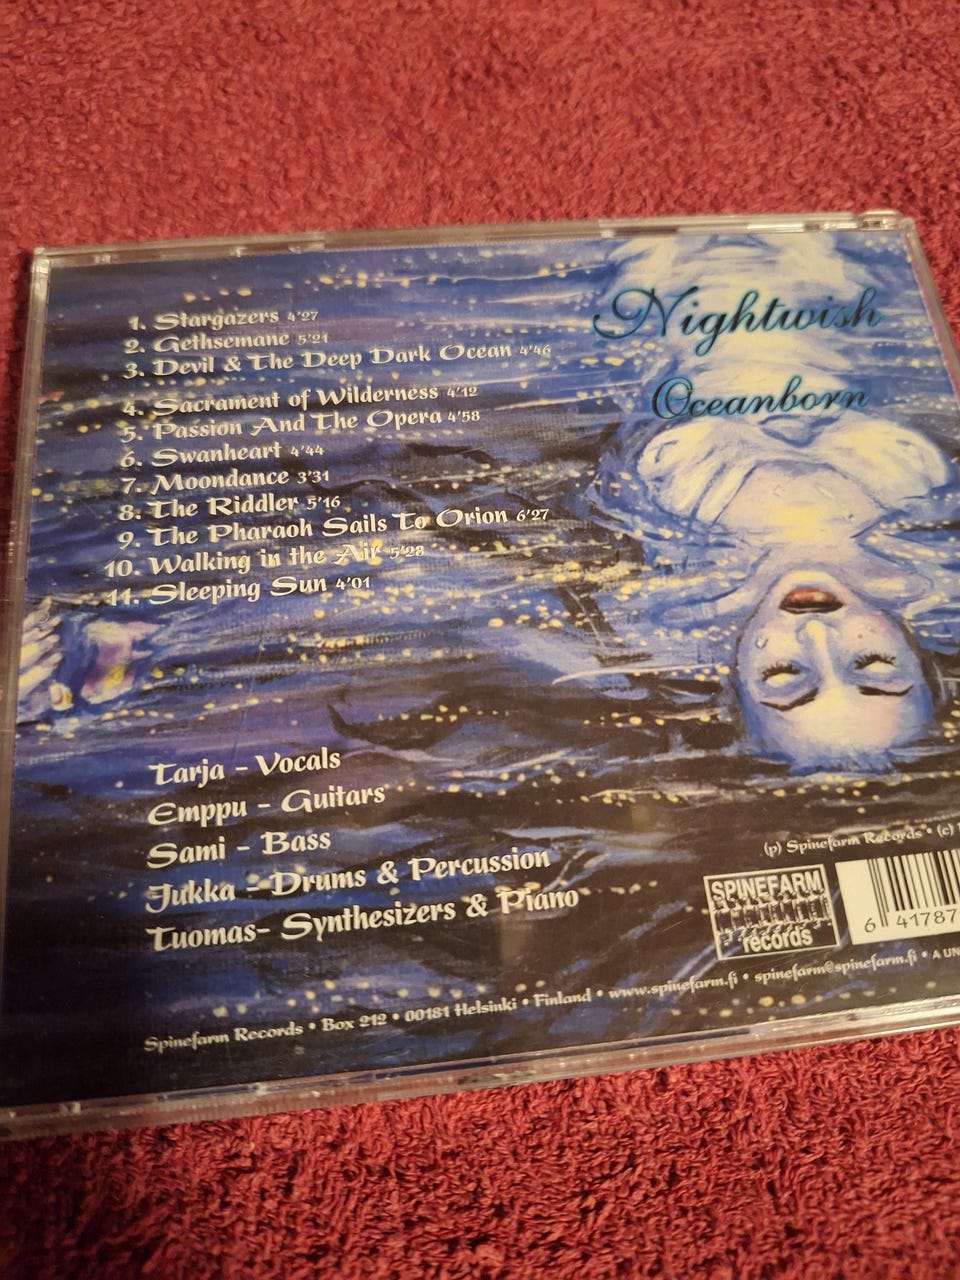 Nightwish
Oceanborn
1. Stargazers 4'27
2. Gethsemane 5'21
3. Devil & The Deep Dark Ocean 4'46
4. Sacrament of Wilderness 4'12
5. Passion And The Opera 4'58
6. Swanheart 4'44
7. Moondance 3'31
8. The Riddler 5'16
9. The Pharaoh Sails To Orion 6'27
10. Walking in the Air 5'28
11. Sleeping Sun 4'01
Tarja - Vocals
Emppu - Guitars
Sami - Bass
Jukka - Drums & Percussion
Tuomas- Synthesizers & Piano
(p) Spinefarm Records • (c)
SPINEFARM
records
6 41787
Spinefarm Records • Box 212 • 00181 Helsinki • Finland • www.spinefarm.fi • spinefarm@spinefarm.fi • A UN